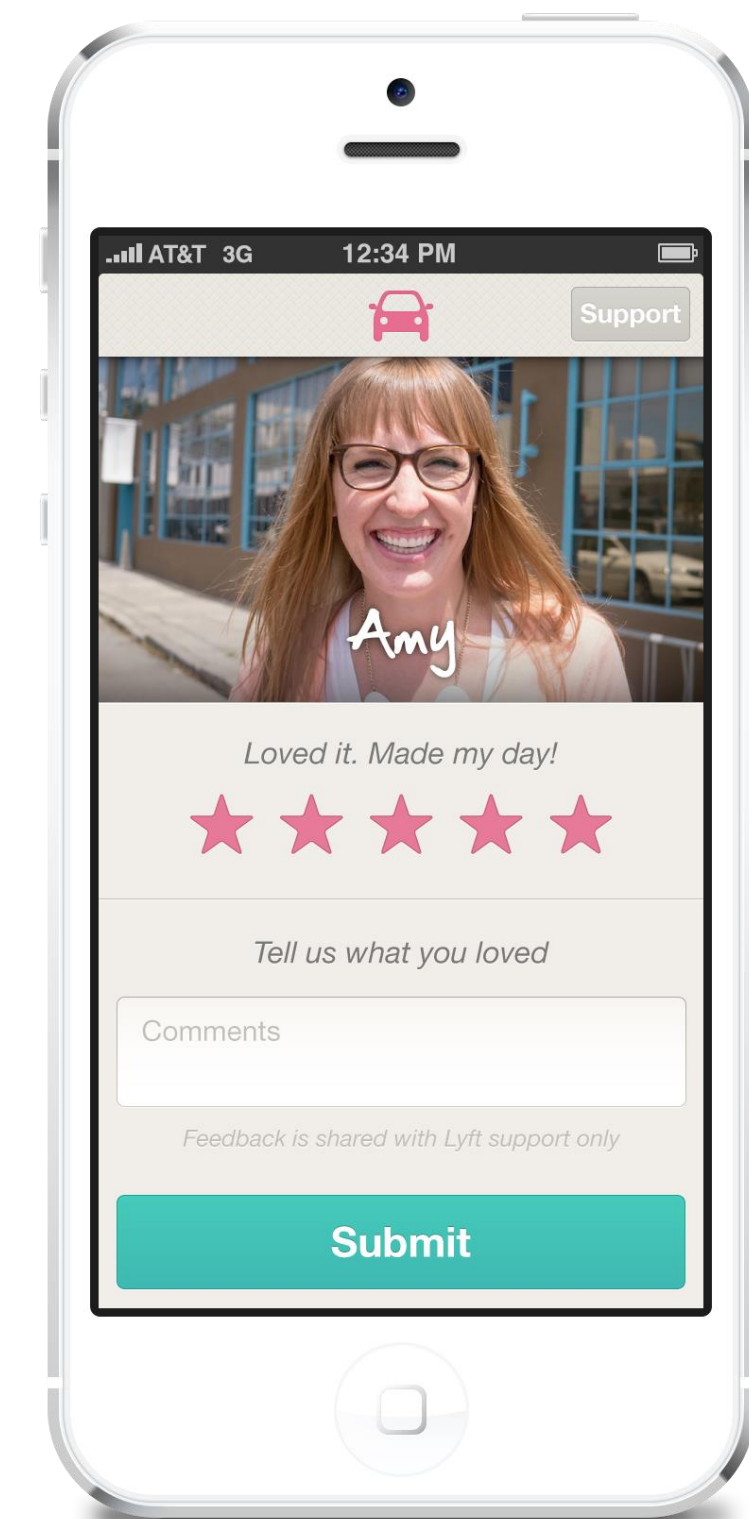 AT&T 3G 12:34 PM
Support
Amy
Loved it. Made my day!
Tell us what you loved
Comments
Feedback is shared with Lyft support only
Submit